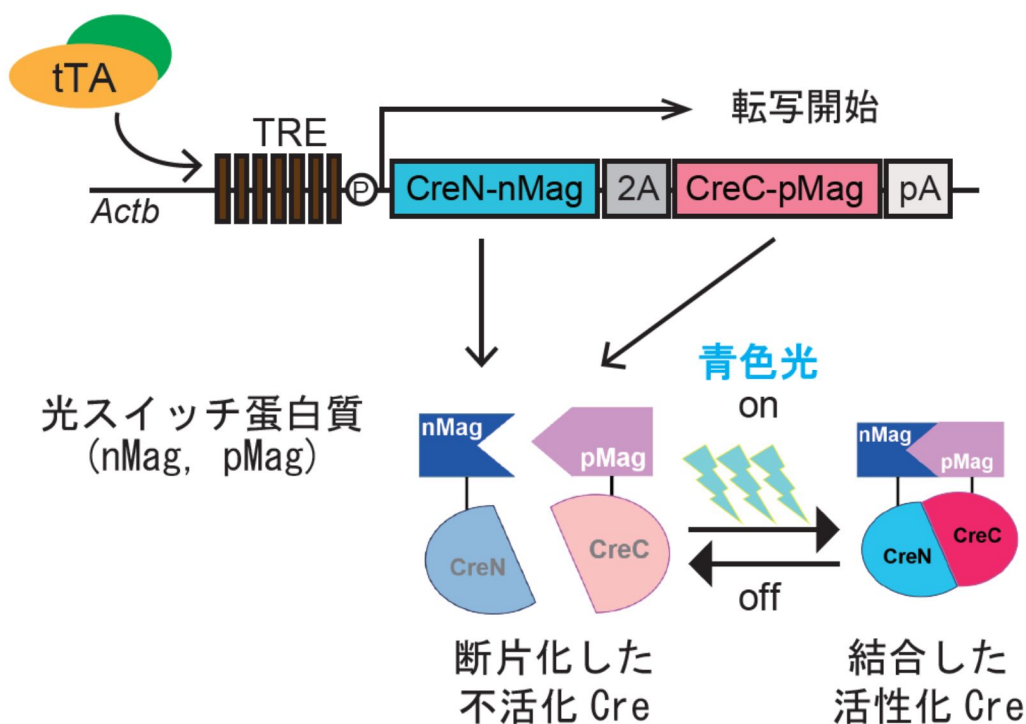 tTA
TRE
転写開始
P
CreN-nMag
2A
CreC-pMag
pA
Actb
青色光
on
光スイッチ蛋白質
(nMag, pMag)
nMag
pMag
CreN
CreC
off
nMag
pMag
CreN
CreC
断片化した
不活化 Cre
結合した
活性化 Cre